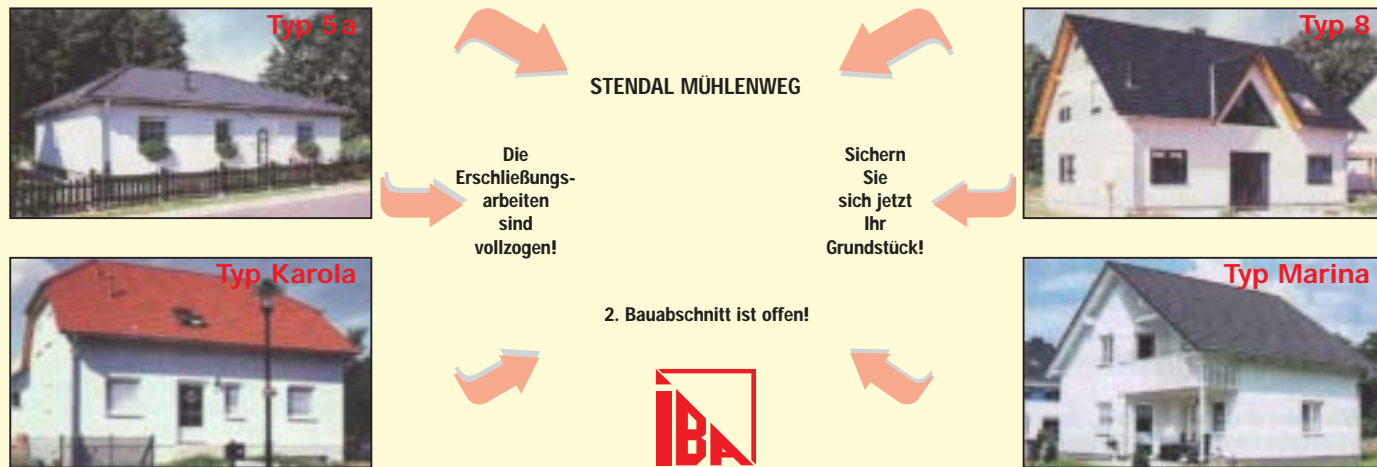 Typ 5a
Typ 8
STENDAL MÜHLENWEG
Die
Erschließungs-
arbeiten
sind
vollzogen!
Sichern
Sie
sich jetzt
Ihr
Grundstück!
Typ Karola
Typ Marina
2. Bauabschnitt ist offen!
IBA